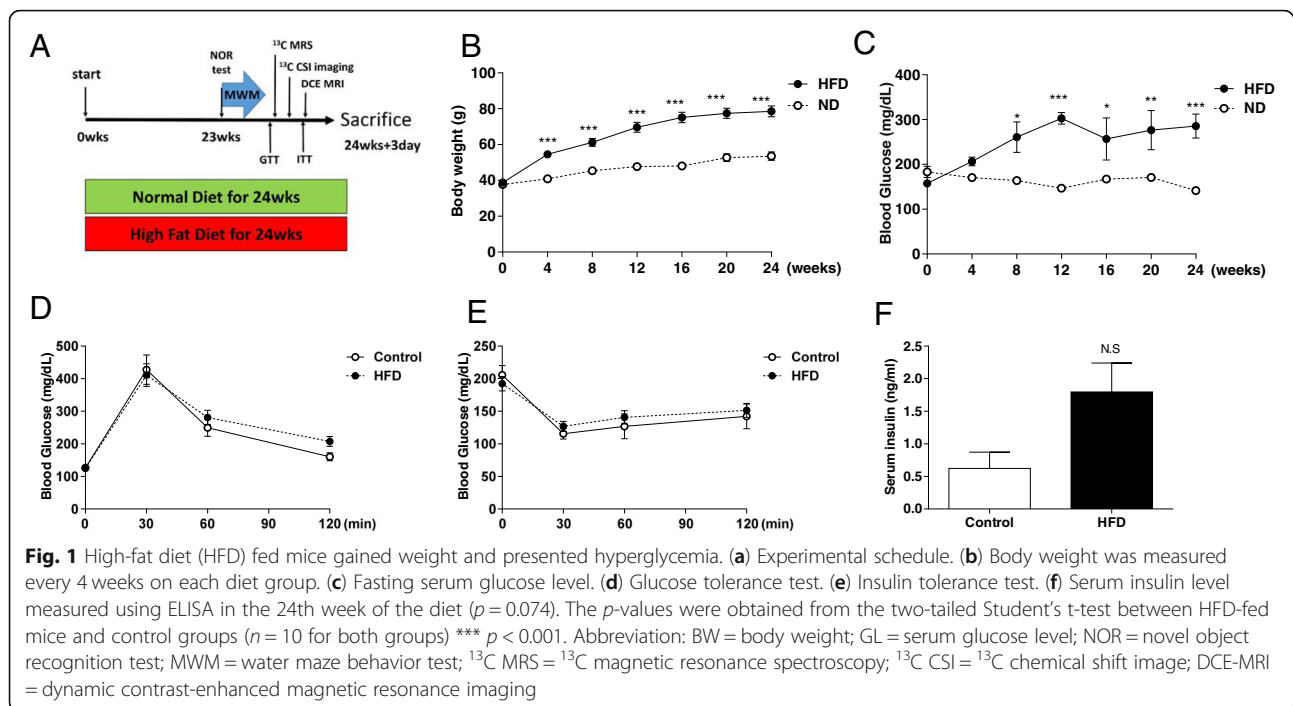 A
start
NOR
test
MWM
¹³C MRS
¹³C CSI imaging
DCE MRI
Sacrifice
0wks
23wks
24wks+3day
GTT
ITT
Normal Diet for 24wks
High Fat Diet for 24wks
B
Body weight (g)
100
80
60
40
20
0
***
***
***
***
***
***
HFD
ND
0
4
8
12
16
20
24
(weeks)
C
Blood Glucose (mg/dL)
400
300
200
100
0
*
***
*
**
***
HFD
ND
0
4
8
12
16
20
24
(weeks)
D
Blood Glucose (mg/dL)
500
400
300
200
100
0
Control
HFD
0
30
60
90
120
(min)
E
Blood Glucose (mg/dL)
250
200
150
100
50
0
Control
HFD
0
30
60
90
120
(min)
F
Serum insulin (ng/ml)
2.5
2.0
1.5
1.0
0.5
0.0
N.S
Control
HFD
Fig. 1 High-fat diet (HFD) fed mice gained weight and presented hyperglycemia. (a) Experimental schedule. (b) Body weight was measured
every 4 weeks on each diet group. (c) Fasting serum glucose level. (d) Glucose tolerance test. (e) Insulin tolerance test. (f) Serum insulin level
measured using ELISA in the 24th week of the diet (p = 0.074). The p-values were obtained from the two-tailed Student's t-test between HFD-fed
mice and control groups (n = 10 for both groups) *** p < 0.001. Abbreviation: BW = body weight; GL = serum glucose level; NOR = novel object
recognition test; MWM = water maze behavior test; ¹³C MRS = ¹³C magnetic resonance spectroscopy; ¹³C CSI = ¹³C chemical shift image; DCE-MRI
= dynamic contrast-enhanced magnetic resonance imaging